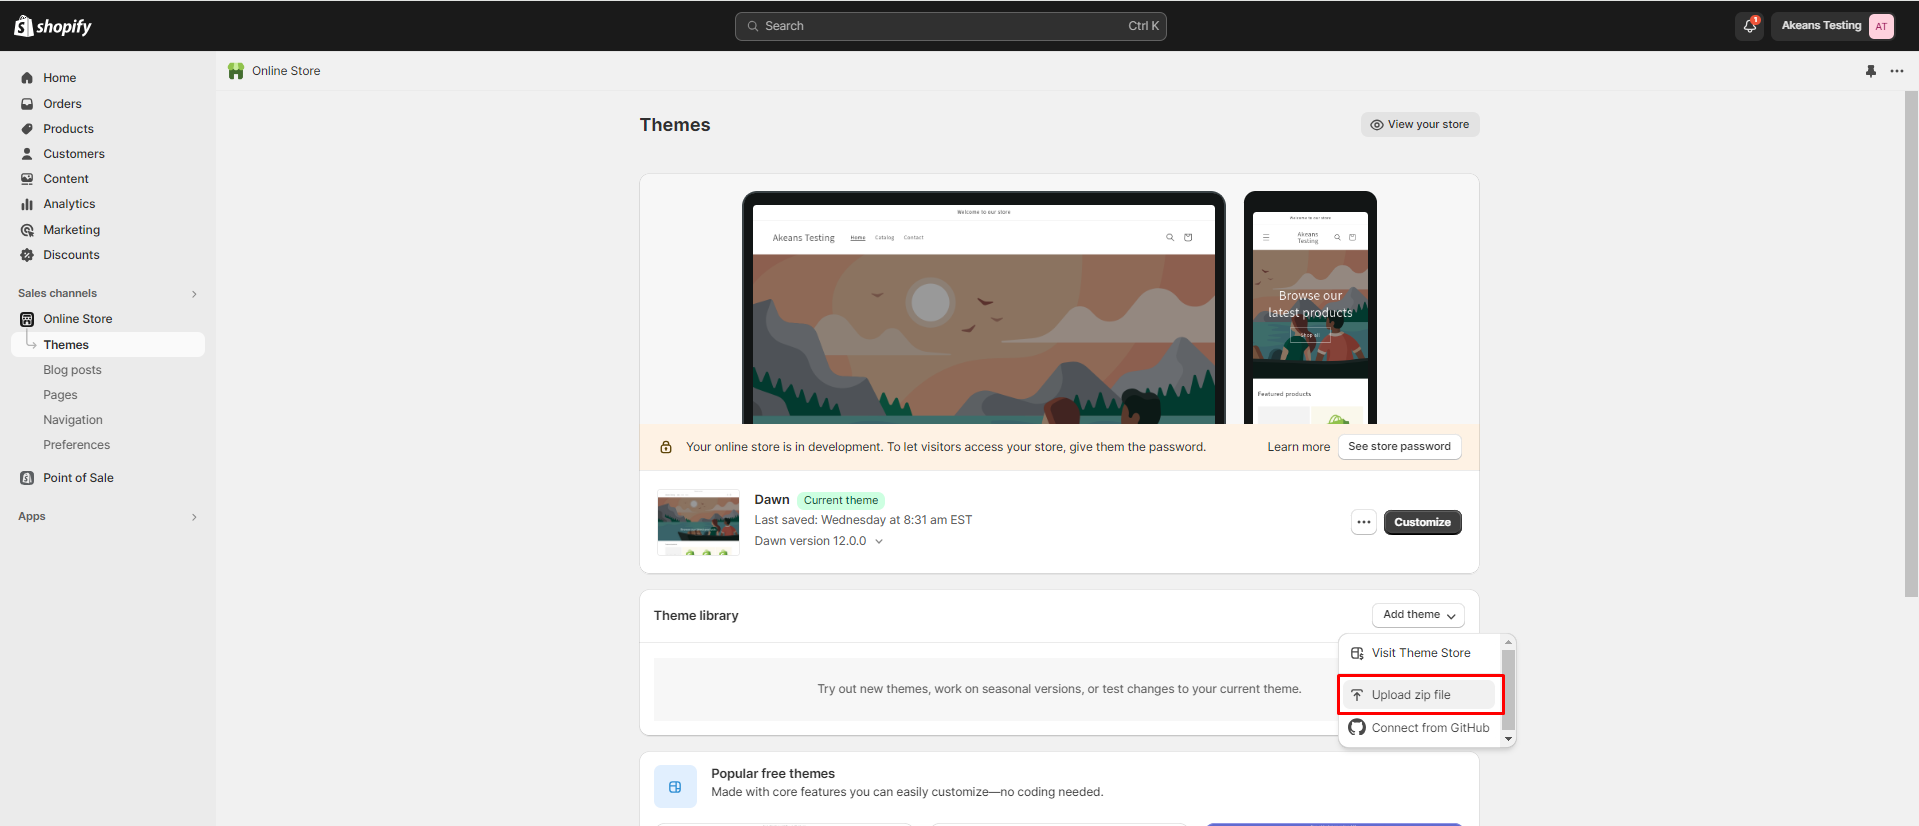 shopify
Search
Ctrl K
1
Akeans Testing
AT
Home
Orders
Products
Customers
Content
Analytics
Marketing
Discounts
Sales channels
Online Store
Themes
Blog posts
Pages
Navigation
Preferences
Point of Sale
Apps
Online Store
Themes
View your store
Welcome to our store
Akeans Testing
Home
Catalog
Contact
Welcome to our store
Akeans
Testing
Browse our
latest products
Shop all
Featured products
Your online store is in development. To let visitors access your store, give them the password.
Learn more
See store password
Dawn
Current theme
Last saved: Wednesday at 8:31 am EST
Dawn version 12.0.0
Customize
Theme library
Add theme
Visit Theme Store
Upload zip file
Connect from GitHub
Try out new themes, work on seasonal versions, or test changes to your current theme.
Popular free themes
Made with core features you can easily customize—no coding needed.